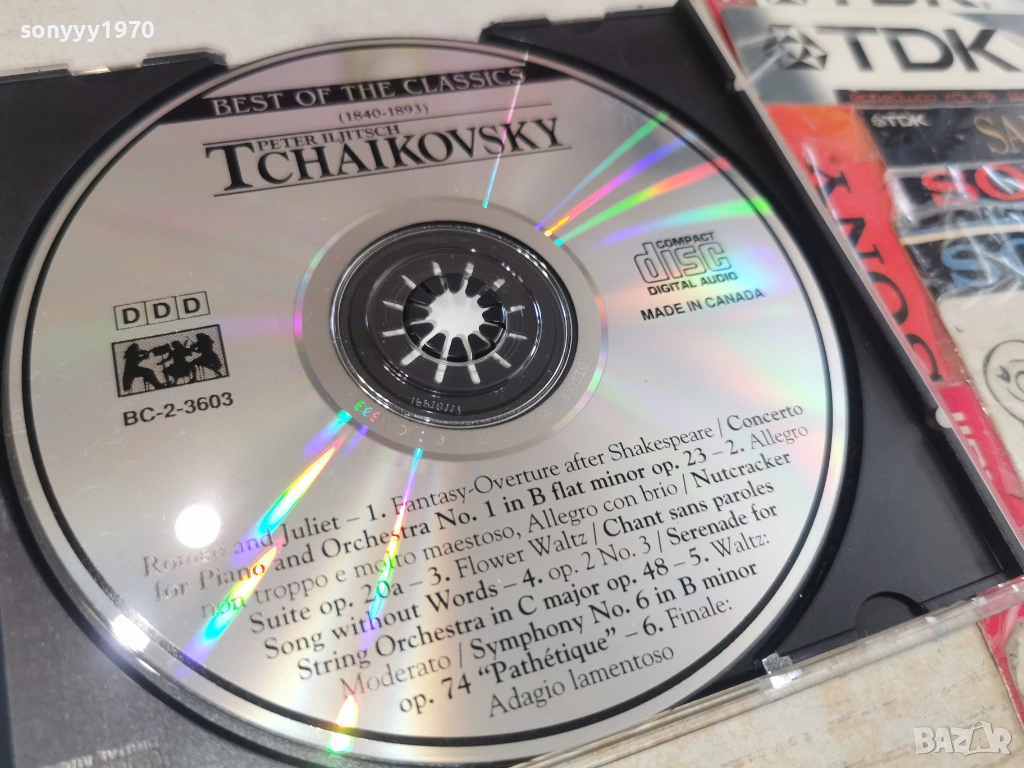 sonyyy1970
BEST OF THE CLASSICS
(1840-1893)
PETER ILJITSCH
TCHAIKOVSKY
COMPACT
disc
DIGITAL AUDIO
MADE IN CANADA
DDD
BC-2-3603
Romeo and Juliet – 1. Fantasy-Overture after Shakespeare / Concerto
for Piano and Orchestra No. 1 in B flat minor op. 23 – 2. Allegro
non troppo e molto maestoso, Allegro con brio / Nutcracker
Suite op. 20a – 3. Flower Waltz / Chant sans paroles
Song without Words – 4. op. 2 No. 3 / Serenade for
String Orchestra in C major op. 48 – 5. Waltz:
Moderato / Symphony No. 6 in B minor
op. 74 "Pathétique" – 6. Finale:
Adagio lamentoso
TDK
TDK
BAZAR